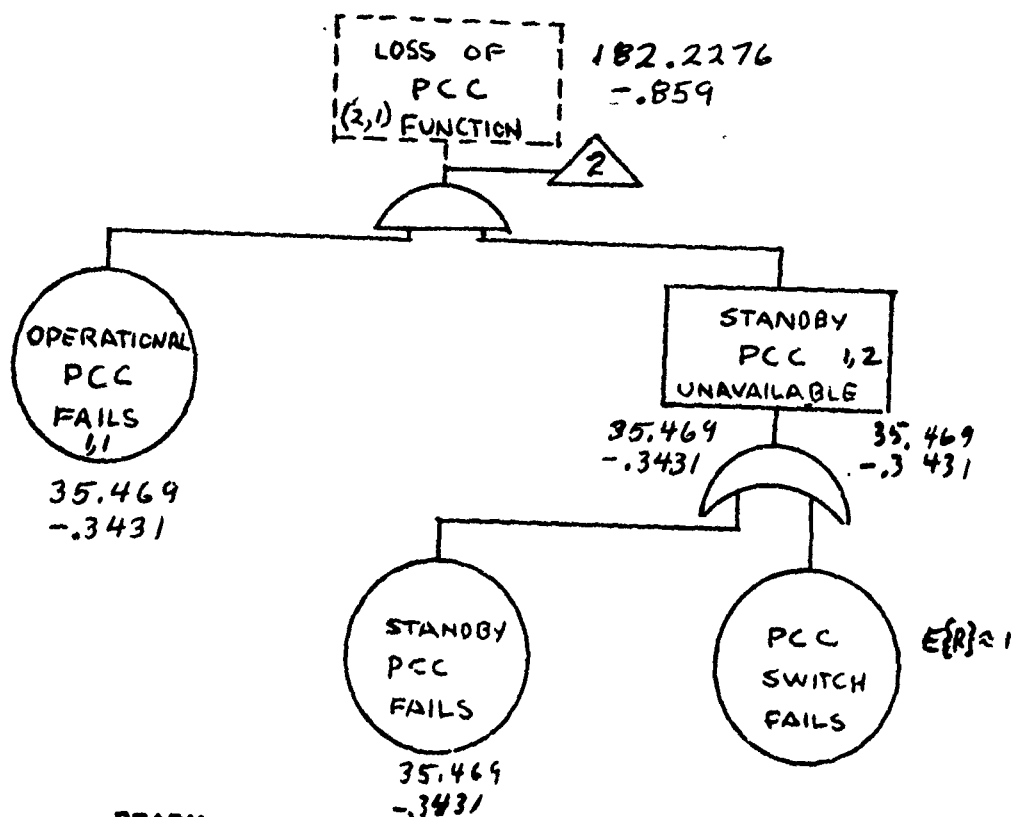 LOSS OF
PCC
(2,1) FUNCTION
182.2276
-.859
2
OPERATIONAL
PCC
FAILS
1,1
35.469
-.3431
STANDBY
PCC 1,2
UNAVAILABLE
35.469
-.3431
35.469
-.3431
STANDBY
PCC
FAILS
35.469
-.3431
PCC
SWITCH
FAILS
E{R}≈1